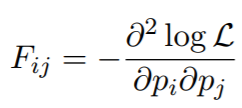 F_{ij} = -\frac{\partial^2 \log \mathcal{L}}{\partial p_i \partial p_j}